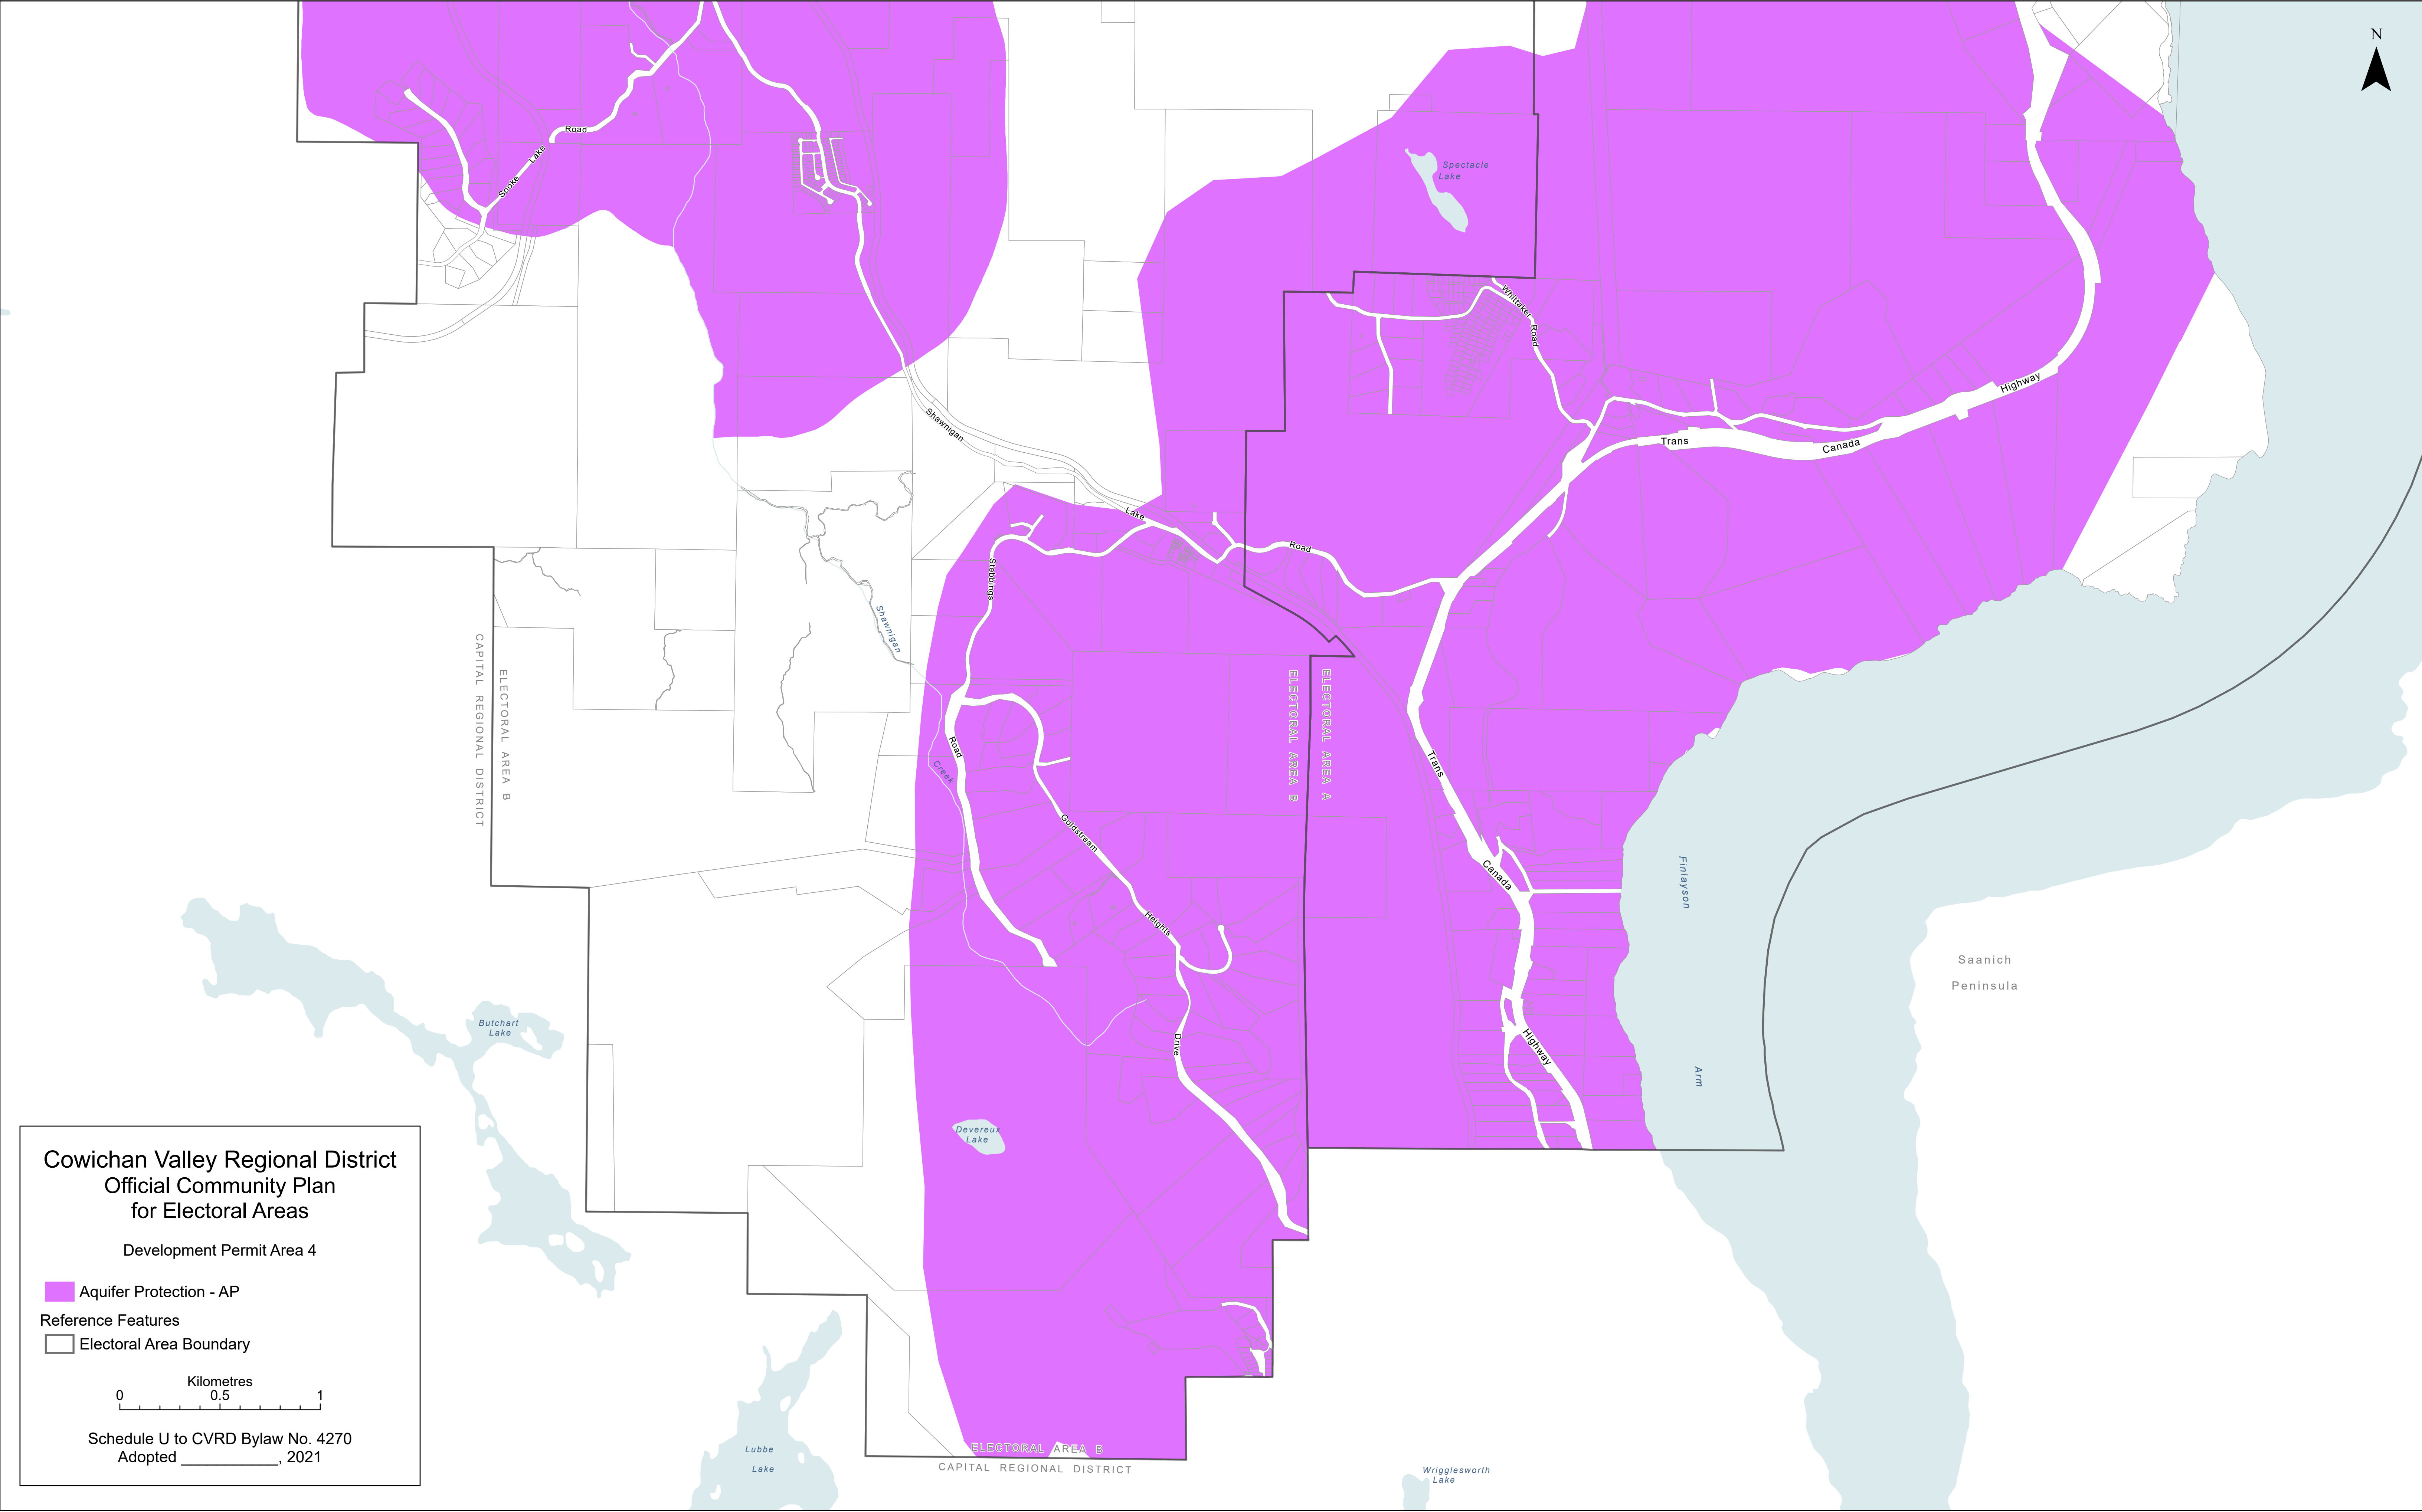 N
Road
Lake
Sooke
Spectacle
Lake
Whittaker
Road
Highway
Canada
Trans
Shawnigan
Lake
Road
Stebbings
Shawnigan
CAPITAL REGIONAL DISTRICT
ELECTORAL AREA B
ELECTORAL AREA B
ELECTORAL AREA A
Road
Creek
Trans
Goldstream
Canada
Finlayson
Heights
Saanich
Peninsula
Butchart
Lake
Drive
Highway
Arm
Devereux
Lake
Cowichan Valley Regional District
Official Community Plan
for Electoral Areas
Development Permit Area 4
Aquifer Protection - AP
Reference Features
Electoral Area Boundary
Kilometres
0 0.5 1
Schedule U to CVRD Bylaw No. 4270
Adopted ____________, 2021
Lubbe
Lake
ELECTORAL AREA B
CAPITAL REGIONAL DISTRICT
Wrigglesworth
Lake